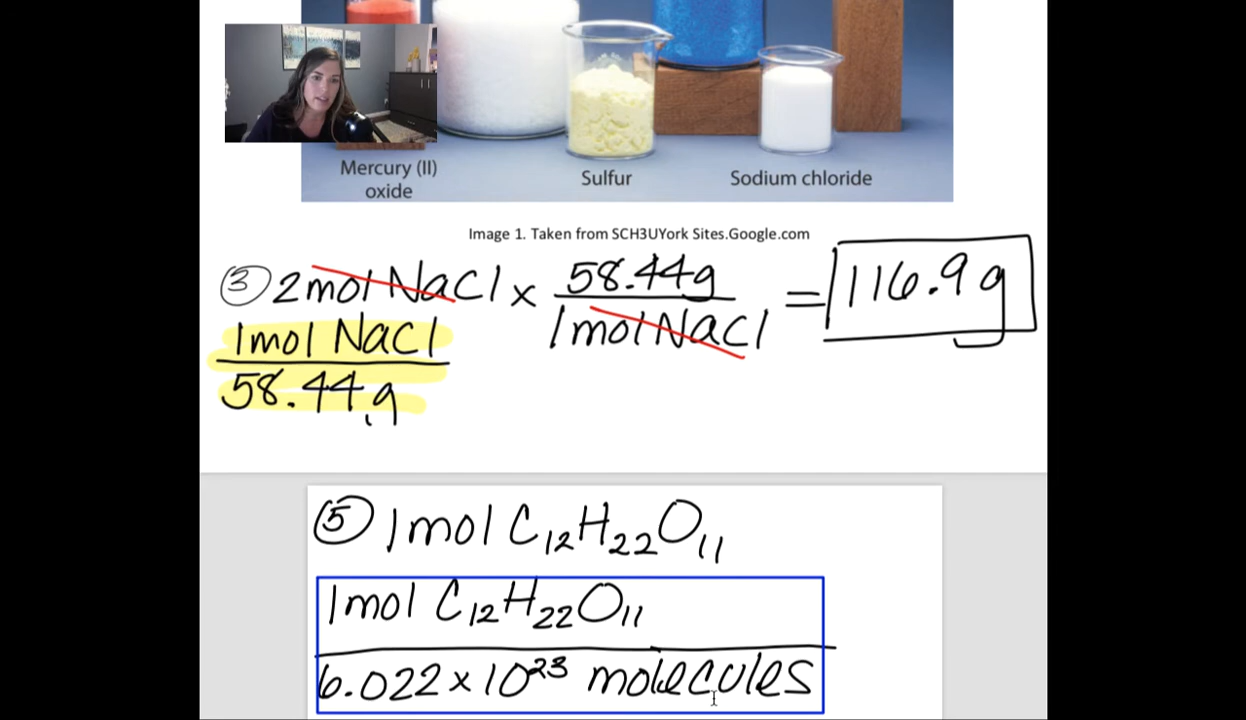 Mercury (II)
oxide
Sulfur
Sodium chloride
Image 1. Taken from SCH3UYork Sites.Google.com
③ 2mol NaCl x 58.44g = 116.9g
1mol NaCl
1mol NaCl
58.44g
⑤ 1mol C₁₂H₂₂O₁₁
1mol C₁₂H₂₂O₁₁
6.022 x 10²³ molecules